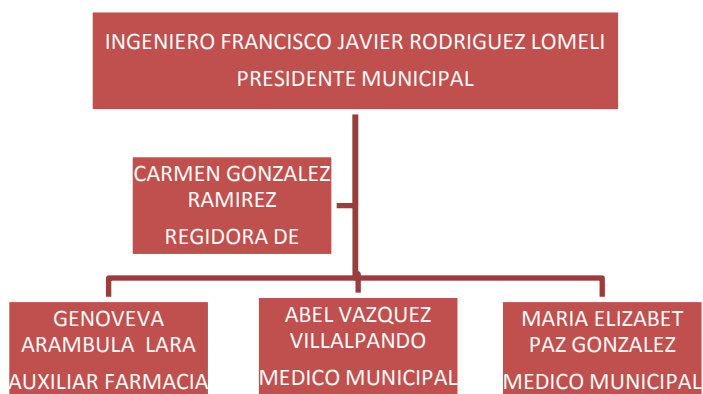 INGENIERO FRANCISCO JAVIER RODRIGUEZ LOMELI
PRESIDENTE MUNICIPAL
CARMEN GONZALEZ
RAMIREZ
REGIDORA DE
GENOVEVA
ARAMBULA LARA
AUXILIAR FARMACIA
ABEL VAZQUEZ
VILLALPANDO
MEDICO MUNICIPAL
MARIA ELIZABET
PAZ GONZALEZ
MEDICO MUNICIPAL